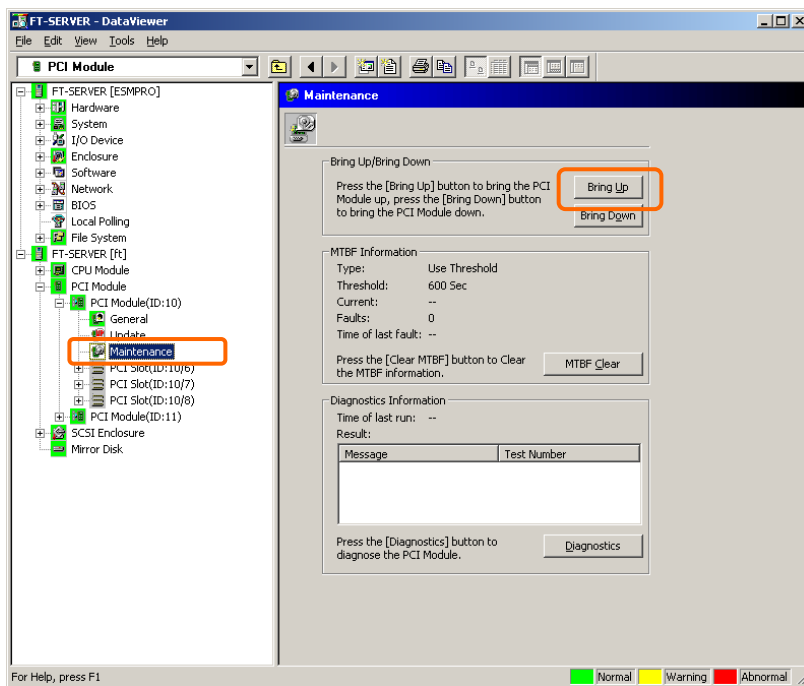 FT-SERVER - DataViewer
File Edit View Tools Help
PCI Module
FT-SERVER [ESMPRO]
Hardware
System
I/O Device
Enclosure
Software
Network
BIOS
Local Polling
File System
FT-SERVER [ft]
CPU Module
PCI Module
PCI Module(ID:10)
General
Update
Maintenance
PCI Slot(ID:10/6)
PCI Slot(ID:10/7)
PCI Slot(ID:10/8)
PCI Module(ID:11)
SCSI Enclosure
Mirror Disk
Maintenance
Bring Up/Bring Down
Press the [Bring Up] button to bring the PCI
Module up, press the [Bring Down] button
to bring the PCI Module down.
Bring Up
Bring Down
MTBF Information
Type: Use Threshold
Threshold: 600 Sec
Current: --
Faults: 0
Time of last fault: --
Press the [Clear MTBF] button to Clear
the MTBF information.
MTBF Clear
Diagnostics Information
Time of last run: --
Result:
Message Test Number
Press the [Diagnostics] button to
diagnose the PCI Module.
Diagnostics
For Help, press F1
Normal Warning Abnormal